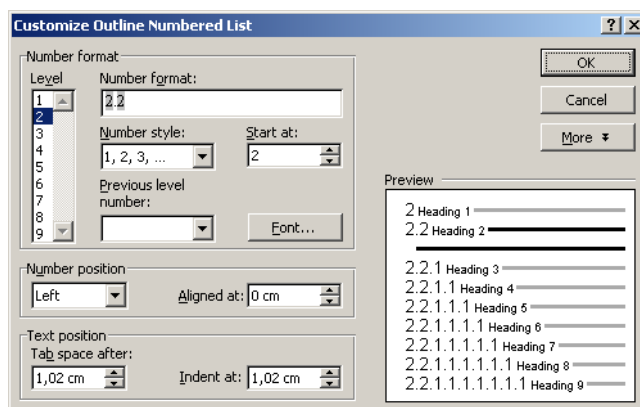 Customize Outline Numbered List
Number format
Level
Number format:
1
2
3
4
5
6
7
8
9
2.2
Number style:
Start at:
1, 2, 3, ...
2
Previous level
number:
Font...
Number position
Left
Aligned at:
0 cm
Text position
Tab space after:
1,02 cm
Indent at:
1,02 cm
OK
Cancel
More
Preview
2 Heading 1
2.2 Heading 2
2.2.1 Heading 3
2.2.1.1 Heading 4
2.2.1.1.1 Heading 5
2.2.1.1.1.1 Heading 6
2.2.1.1.1.1.1 Heading 7
2.2.1.1.1.1.1.1 Heading 8
2.2.1.1.1.1.1.1.1 Heading 9